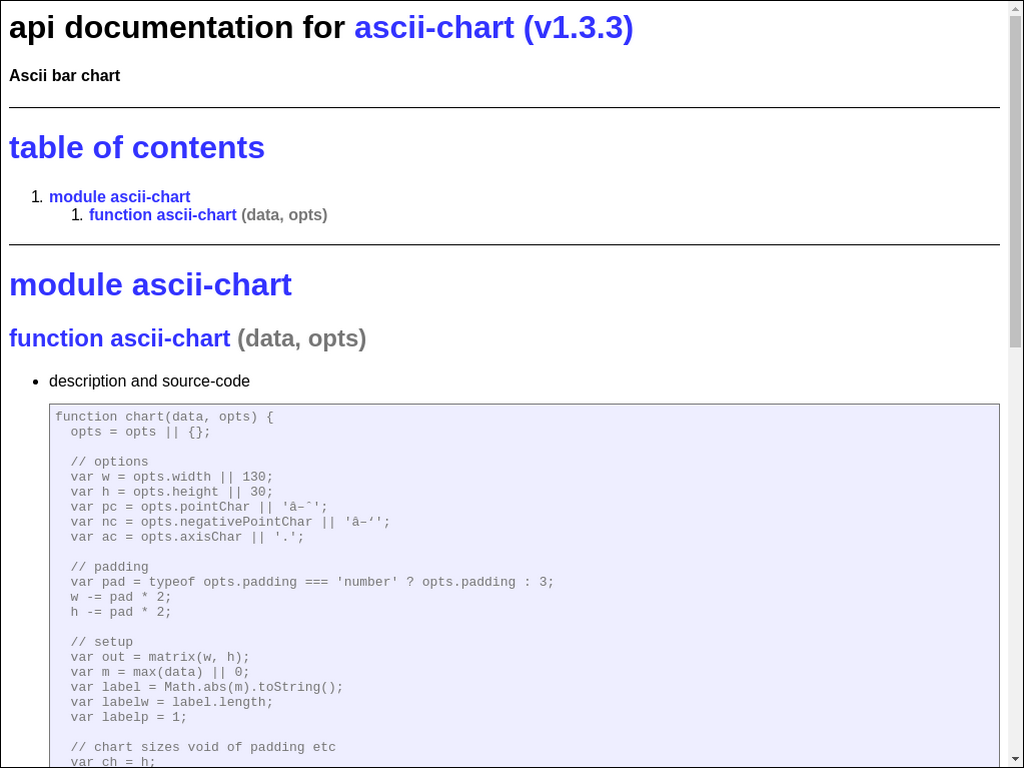 api documentation for ascii-chart (v1.3.3)
Ascii bar chart
table of contents
1. module ascii-chart
1. function ascii-chart (data, opts)
module ascii-chart
function ascii-chart (data, opts)
• description and source-code
function chart(data, opts) {
  opts = opts || {};
  // options
  var w = opts.width || 130;
  var h = opts.height || 30;
  var pc = opts.pointChar || 'â–ˆ';
  var nc = opts.negativePointChar || 'â–‘';
  var ac = opts.axisChar || '.';
  // padding
  var pad = typeof opts.padding === 'number' ? opts.padding : 3;
  w -= pad * 2;
  h -= pad * 2;
  // setup
  var out = matrix(w, h);
  var m = max(data) || 0;
  var label = Math.abs(m).toString();
  var labelw = label.length;
  var labelp = 1;
  // chart sizes void of padding etc
  var ch = h;